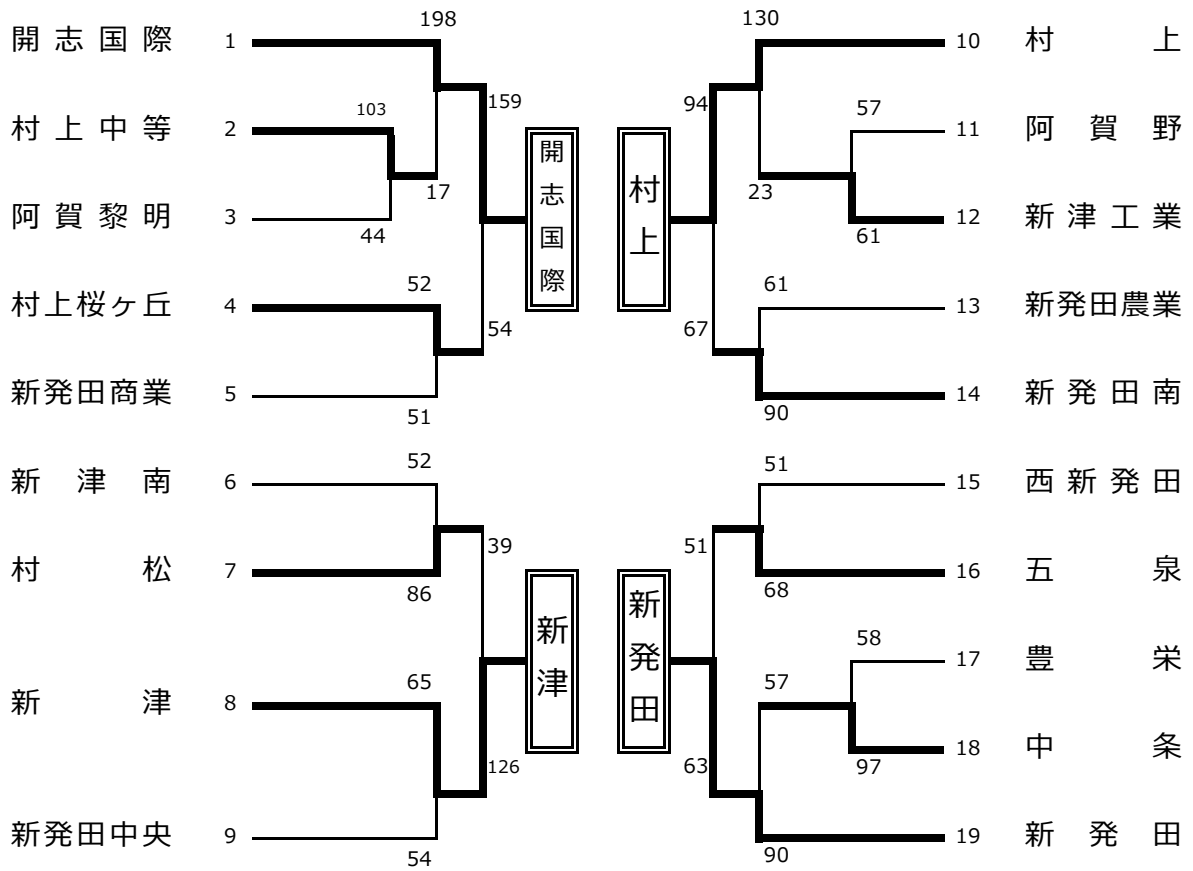 198
130
開志国際 1
10 村上
159
94
103
57
村上中等 2
11 阿賀野
開志国際
村上
17
23
阿賀黎明 3
12 新津工業
44
61
52
61
村上桜ヶ丘 4
13 新発田農業
54
67
新発田商業 5
14 新発田南
51
90
52
51
新津南 6
15 西新発田
39
51
村松 7
16 五泉
86
68
新津
新発田
58
17 豊栄
65
57
新津 8
18 中条
126
63
97
新発田中央 9
19 新発田
54
90